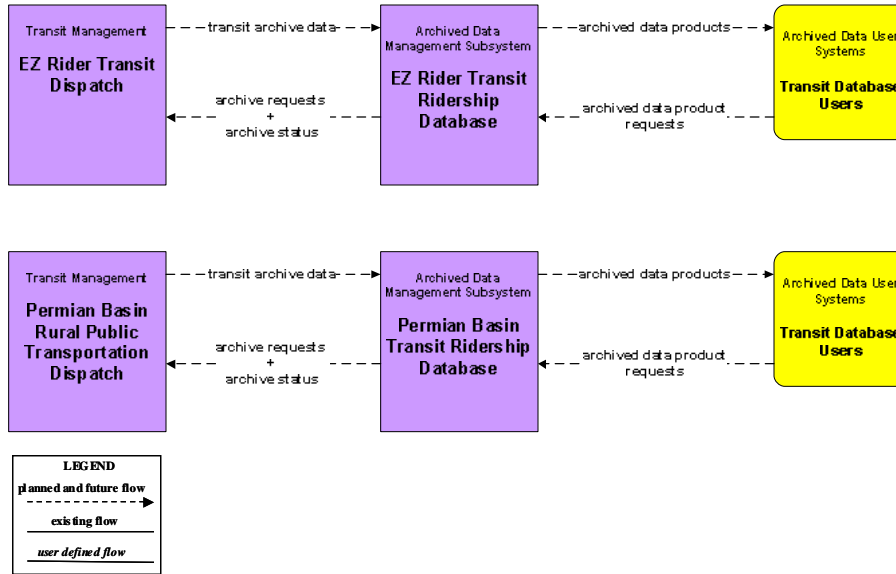 Transit Management
EZ Rider Transit
Dispatch
transit archive data
archive requests
+
archive status
Archived Data
Management Subsystem
EZ Rider Transit
Ridership
Database
archived data products
archived data product
requests
Archived Data User
Systems
Transit Database
Users
Transit Management
Permian Basin
Rural Public
Transportation
Dispatch
transit archive data
archive requests
+
archive status
Archived Data
Management Subsystem
Permian Basin
Transit Ridership
Database
archived data products
archived data product
requests
Archived Data User
Systems
Transit Database
Users
LEGEND
planned and future flow
existing flow
user defined flow